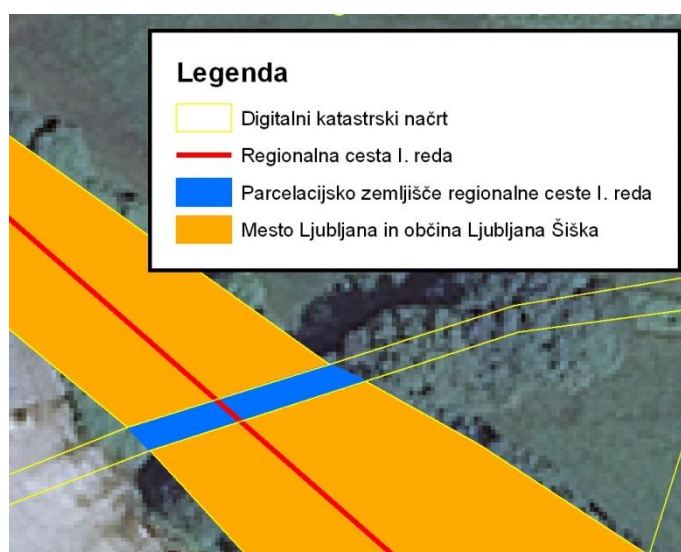 Legenda
Digitalni katastrski načrt
Regionalna cesta I. reda
Parcelacijsko zemljišče regionalne ceste I. reda
Mesto Ljubljana in občina Ljubljana Šiška